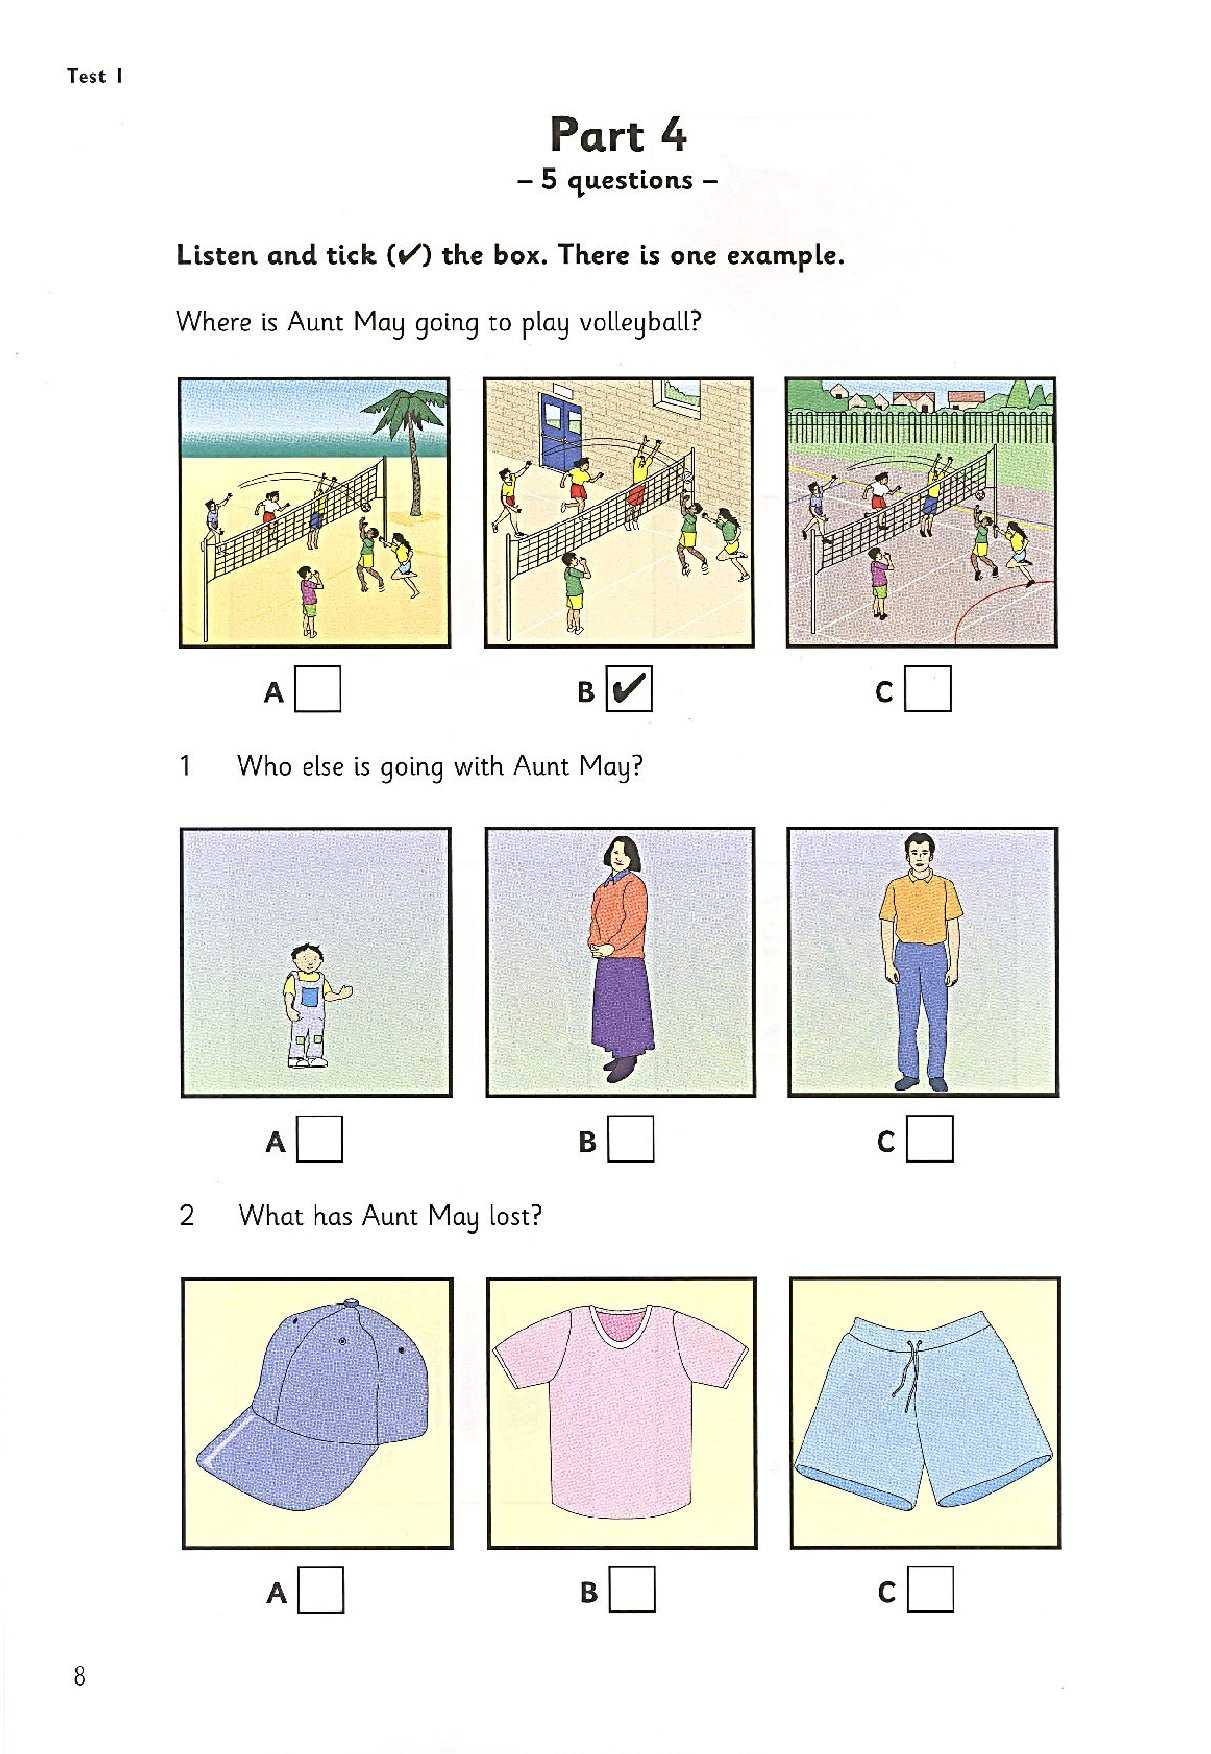 Test 1
Part 4
– 5 questions –
Listen and tick (✓) the box. There is one example.
Where is Aunt May going to play volleyball?
A B ✓ C
1 Who else is going with Aunt May?
A B C
2 What has Aunt May lost?
A B C
8